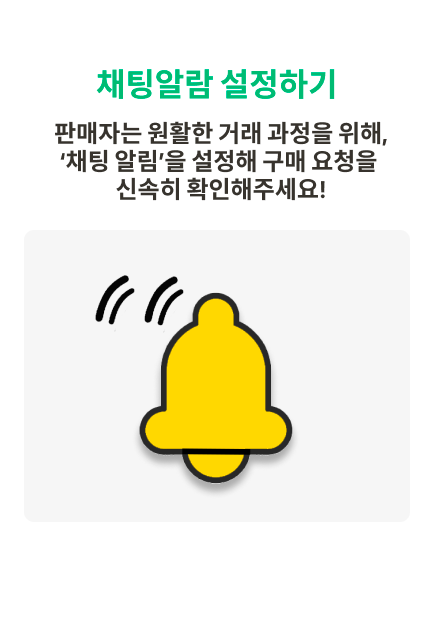 채팅알람 설정하기
판매자는 원활한 거래 과정을 위해,
‘채팅 알림’을 설정해 구매 요청을
신속히 확인해주세요!